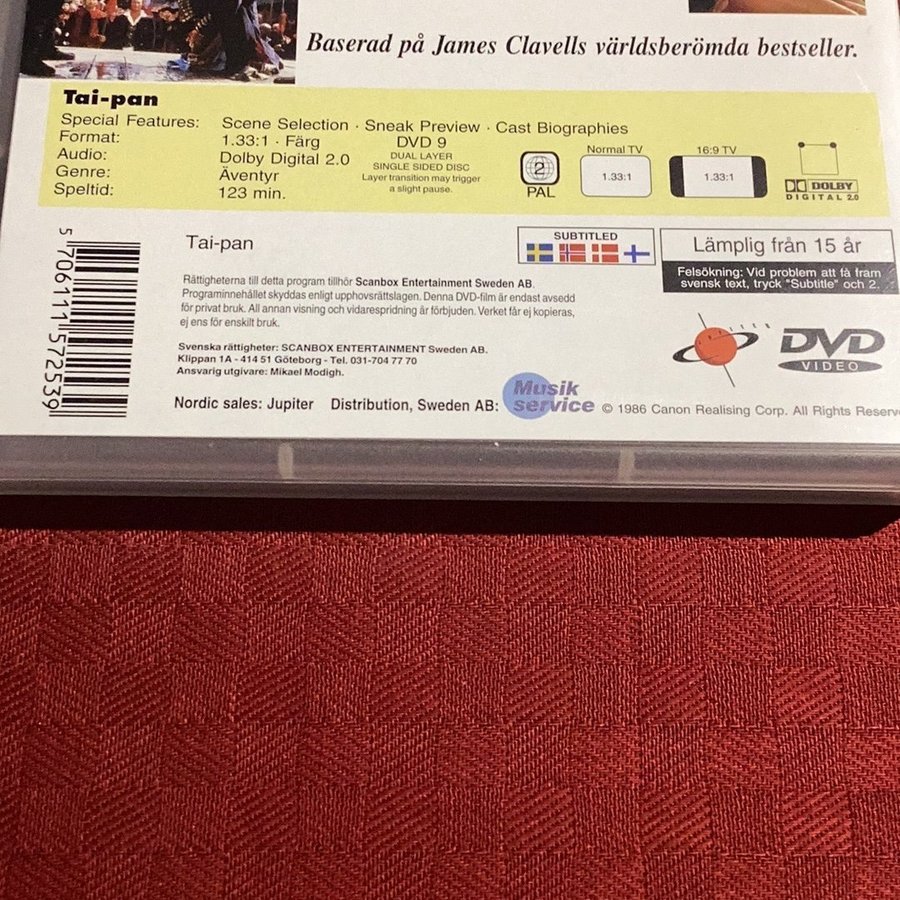 Baserad på James Clavells världsberömda bestseller.
Tai-pan
Special Features: Scene Selection · Sneak Preview · Cast Biographies
Format: 1.33:1 · Färg
Audio: Dolby Digital 2.0
Genre: Äventyr
Speltid: 123 min.
DVD 9
DUAL LAYER
SINGLE SIDED DISC
Layer transition may trigger
a slight pause.
2
PAL
Normal TV
1.33:1
16:9 TV
1.33:1
DOLBY
DIGITAL 2.0
5 706111 572539
Tai-pan
SUBTITLED
Lämplig från 15 år
Felsökning: Vid problem att få fram
svensk text, tryck "Subtitle" och 2.
Rättigheterna till detta program tillhör Scanbox Entertainment Sweden AB.
Programinnehållet skyddas enligt upphovsrättslagen. Denna DVD-film är endast avsedd
för privat bruk. All annan visning och vidarespridning är förbjuden. Verket får ej kopieras,
ej ens för enskilt bruk.
Svenska rättigheter: SCANBOX ENTERTAINMENT Sweden AB.
Klippan 1A - 414 51 Göteborg - Tel. 031-704 77 70
Ansvarig utgivare: Mikael Modigh.
DVD
VIDEO
Nordic sales: Jupiter Distribution, Sweden AB:
Musik
service
© 1986 Canon Realising Corp. All Rights Reserve